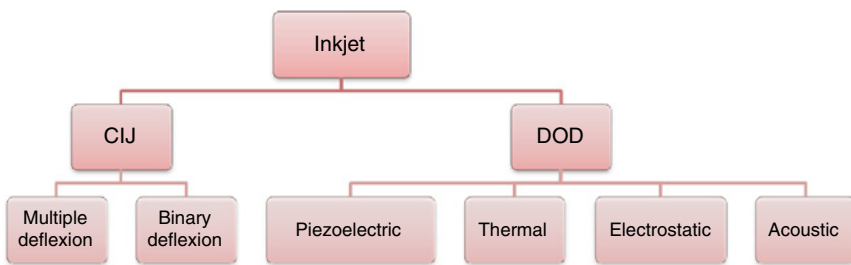 Inkjet
CIJ
DOD
Multiple
deflexion
Binary
deflexion
Piezoelectric
Thermal
Electrostatic
Acoustic